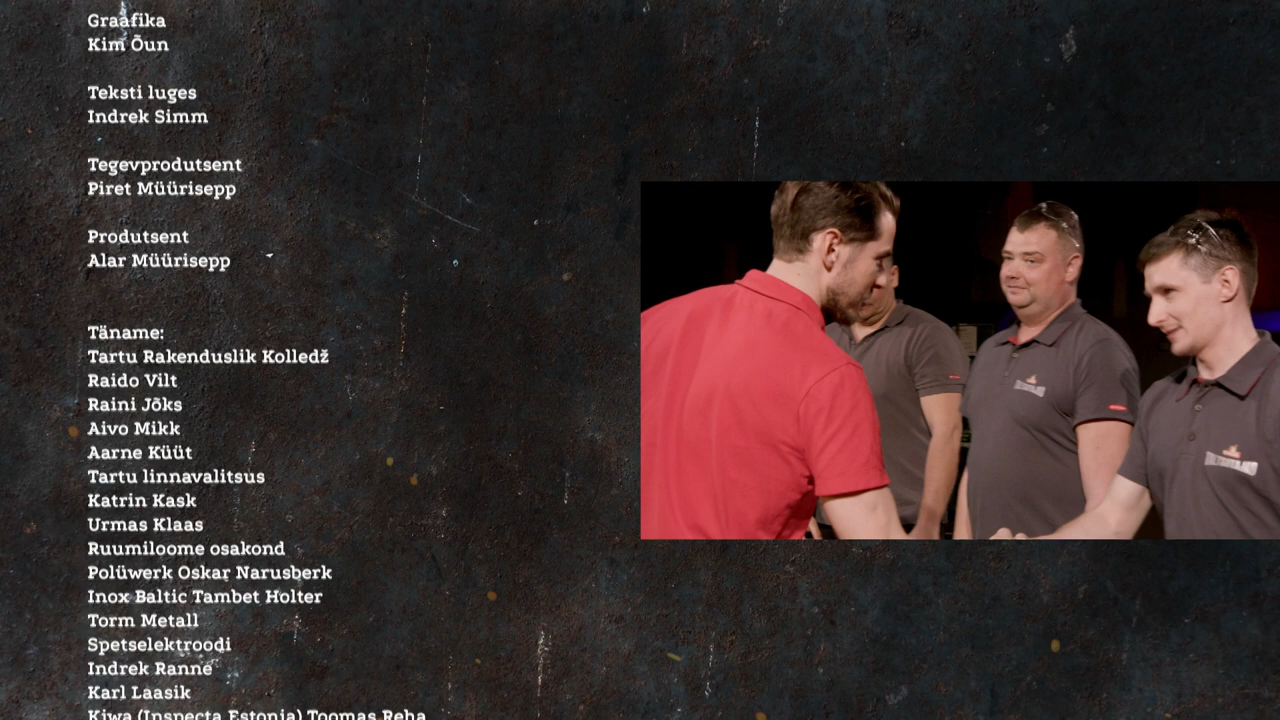 Graafika
Kim Õun
Teksti luges
Indrek Simm
Tegevprodutsent
Piret Müürisepp
Produtsent
Alar Müürisepp
Täname:
Tartu Rakenduslik Kolledž
Raido Vilt
Raini Jõks
Aivo Mikk
Aarne Küüt
Tartu linnavalitsus
Katrin Kask
Urmas Klaas
Ruumiloome osakond
Polüwerk Oskar Narusberk
Inox Baltic Tambet Holter
Torm Metall
Spetselektroodi
Indrek Ranne
Karl Laasik
Kiwa (Inspecta Estonia) Toomas Reha